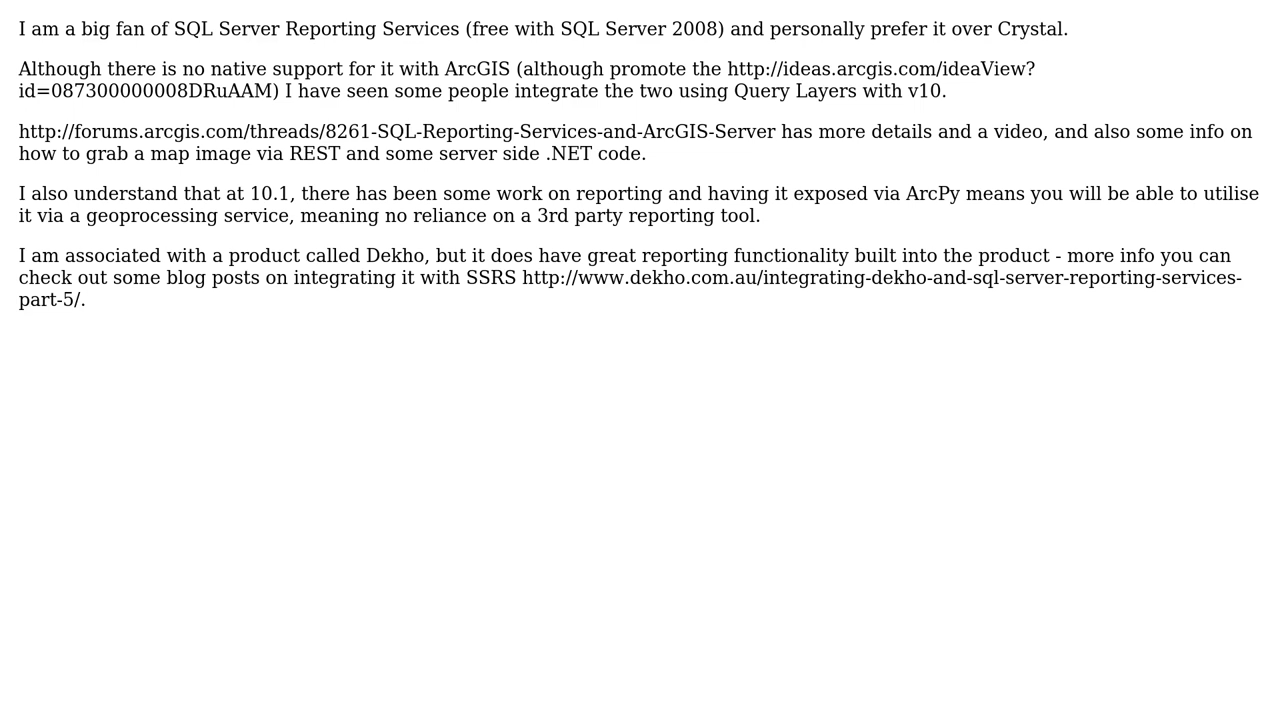 I am a big fan of SQL Server Reporting Services (free with SQL Server 2008) and personally prefer it over Crystal.
Although there is no native support for it with ArcGIS (although promote the http://ideas.arcgis.com/ideaView?
id=087300000008DRuAAM) I have seen some people integrate the two using Query Layers with v10.
http://forums.arcgis.com/threads/8261-SQL-Reporting-Services-and-ArcGIS-Server has more details and a video, and also some info on
how to grab a map image via REST and some server side .NET code.
I also understand that at 10.1, there has been some work on reporting and having it exposed via ArcPy means you will be able to utilise
it via a geoprocessing service, meaning no reliance on a 3rd party reporting tool.
I am associated with a product called Dekho, but it does have great reporting functionality built into the product - more info you can
check out some blog posts on integrating it with SSRS http://www.dekho.com.au/integrating-dekho-and-sql-server-reporting-services-
part-5/.